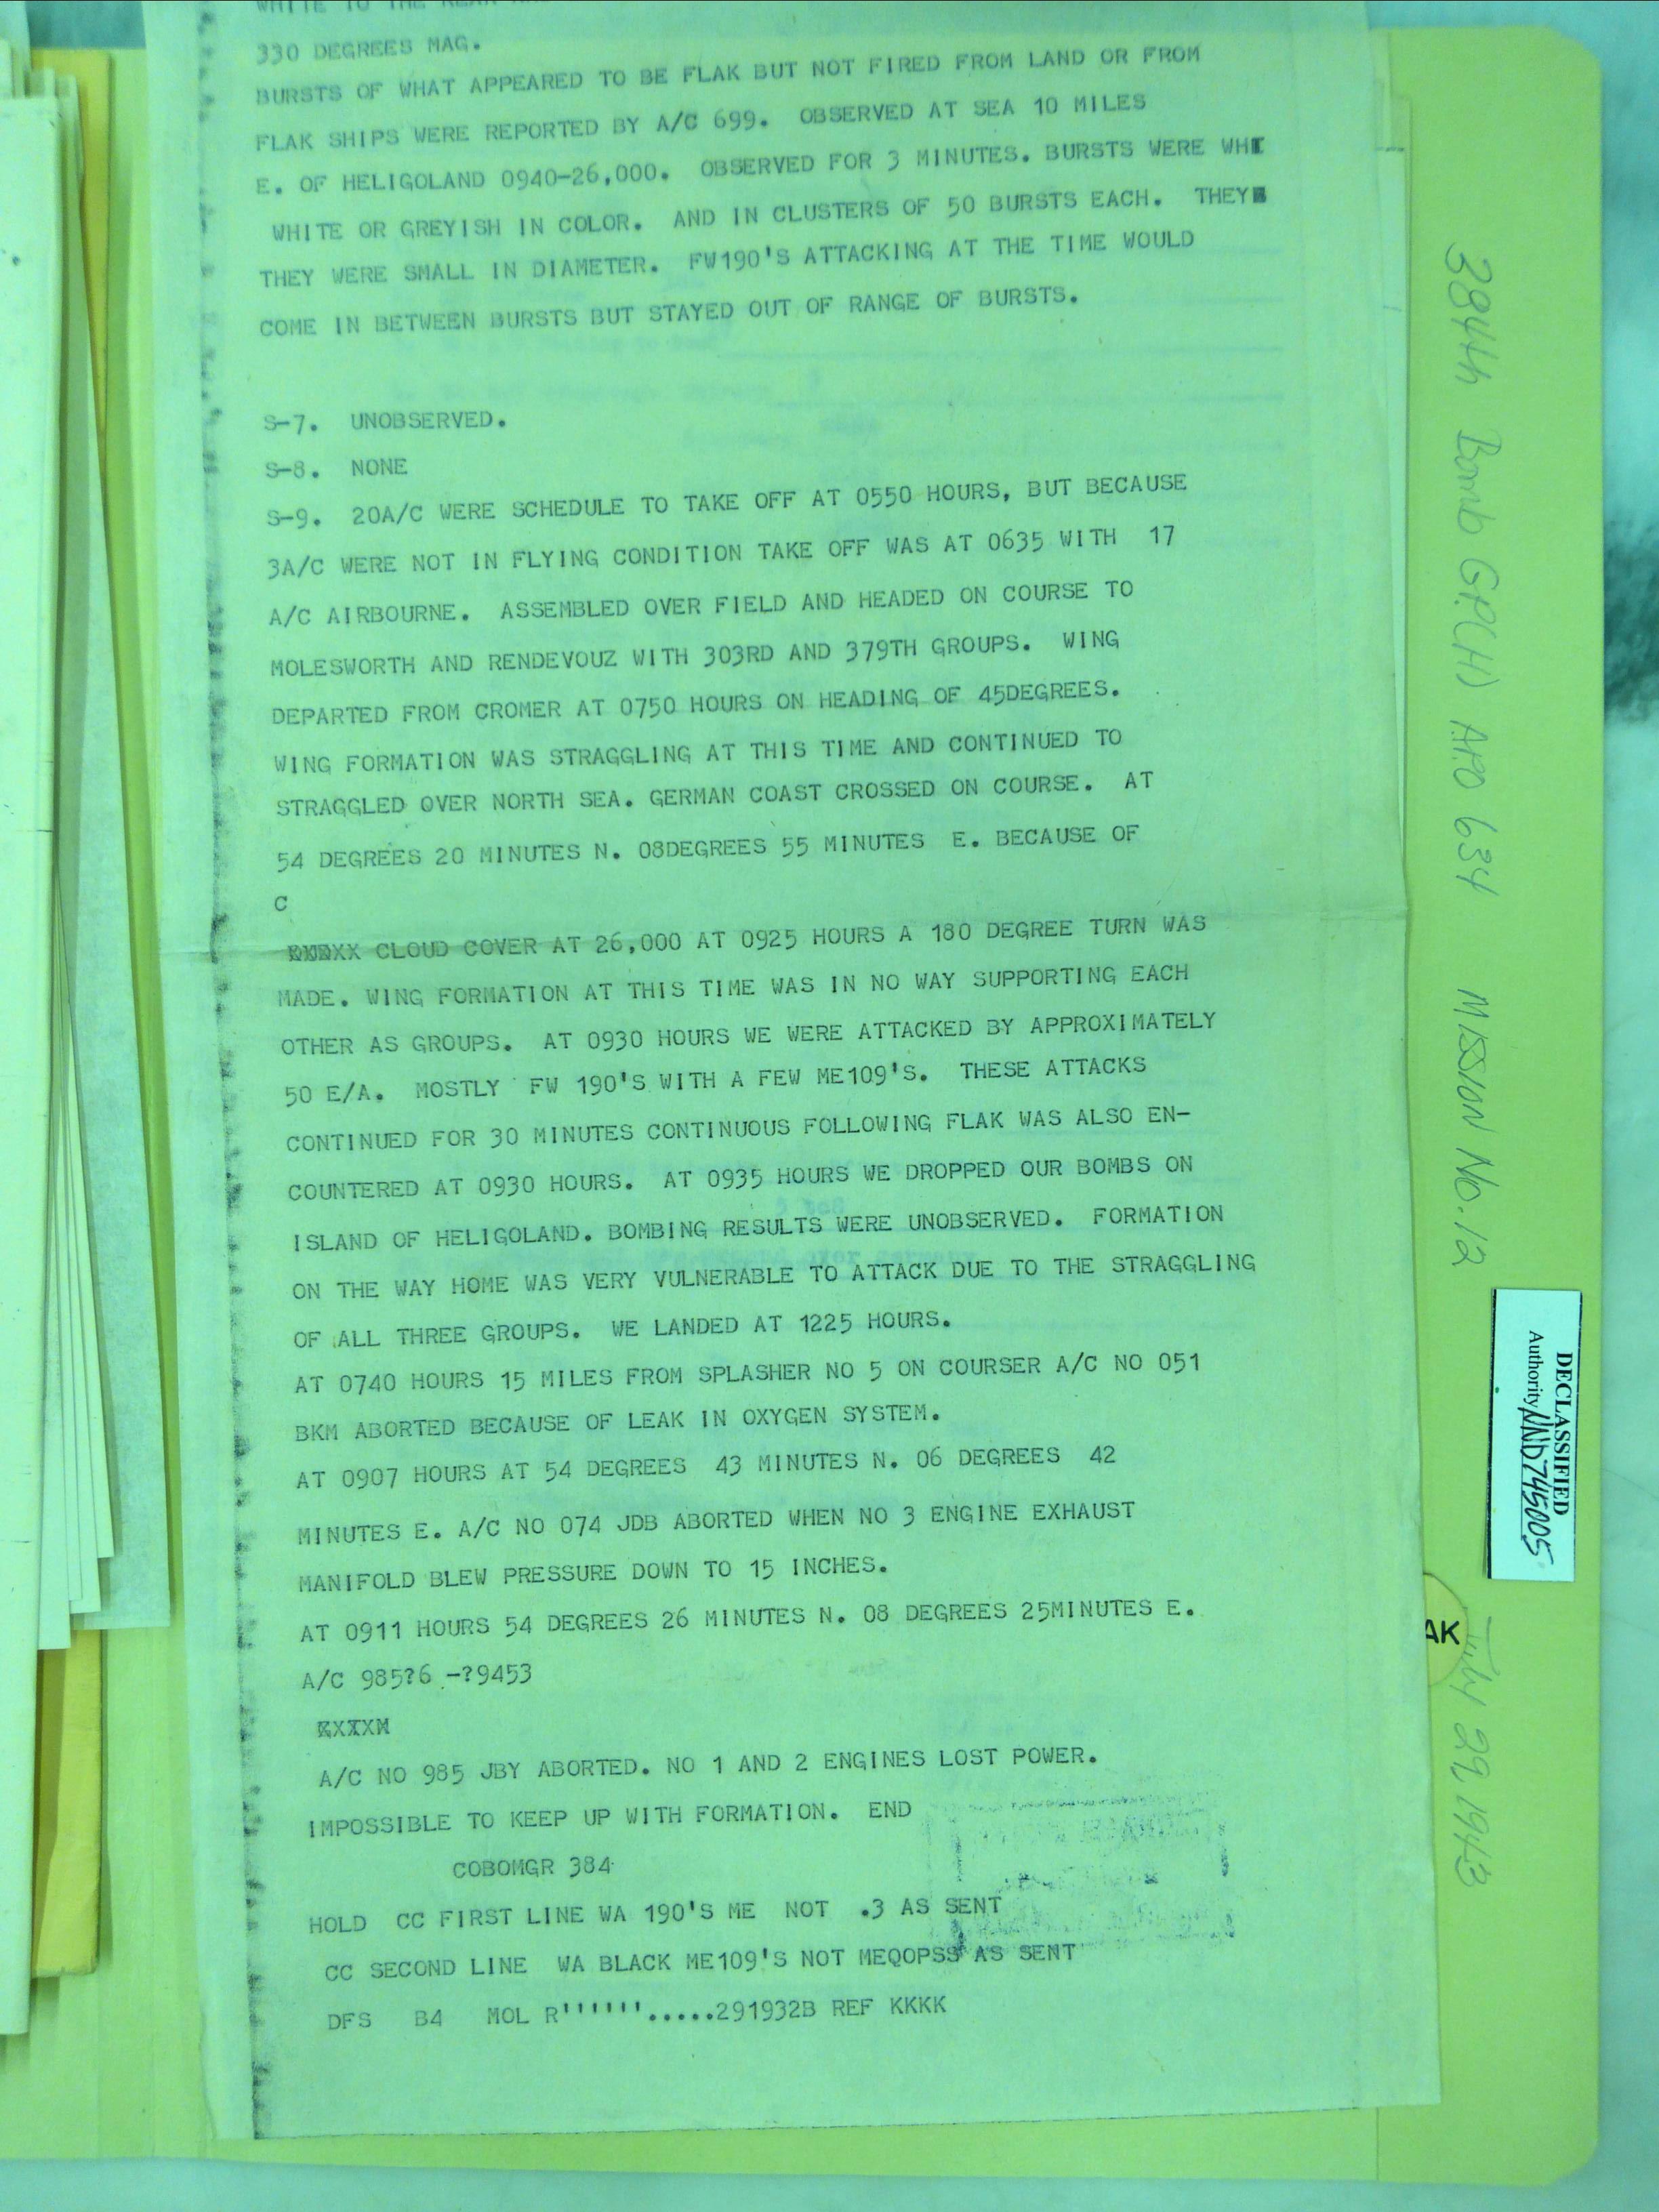 WHITE TO THE REAR
330 DEGREES MAG.
BURSTS OF WHAT APPEARED TO BE FLAK BUT NOT FIRED FROM LAND OR FROM
FLAK SHIPS WERE REPORTED BY A/C 699. OBSERVED AT SEA 10 MILES
E. OF HELIGOLAND 0940-26,000. OBSERVED FOR 3 MINUTES. BURSTS WERE WHI
WHITE OR GREYISH IN COLOR. AND IN CLUSTERS OF 50 BURSTS EACH. THEY
THEY WERE SMALL IN DIAMETER. FW190'S ATTACKING AT THE TIME WOULD
COME IN BETWEEN BURSTS BUT STAYED OUT OF RANGE OF BURSTS.
S-7. UNOBSERVED.
S-8. NONE
S-9. 20A/C WERE SCHEDULE TO TAKE OFF AT 0550 HOURS, BUT BECAUSE
3A/C WERE NOT IN FLYING CONDITION TAKE OFF WAS AT 0635 WITH 17
A/C AIRBOURNE. ASSEMBLED OVER FIELD AND HEADED ON COURSE TO
MOLESWORTH AND RENDEVOUZ WITH 303RD AND 379TH GROUPS. WING
DEPARTED FROM CROMER AT 0750 HOURS ON HEADING OF 45DEGREES.
WING FORMATION WAS STRAGGLING AT THIS TIME AND CONTINUED TO
STRAGGLED OVER NORTH SEA. GERMAN COAST CROSSED ON COURSE. AT
54 DEGREES 20 MINUTES N. 08DEGREES 55 MINUTES E. BECAUSE OF
C
CLOUD COVER AT 26,000 AT 0925 HOURS A 180 DEGREE TURN WAS
MADE. WING FORMATION AT THIS TIME WAS IN NO WAY SUPPORTING EACH
OTHER AS GROUPS. AT 0930 HOURS WE WERE ATTACKED BY APPROXIMATELY
50 E/A. MOSTLY FW 190'S WITH A FEW ME109'S. THESE ATTACKS
CONTINUED FOR 30 MINUTES CONTINUOUS FOLLOWING FLAK WAS ALSO EN-
COUNTERED AT 0930 HOURS. AT 0935 HOURS WE DROPPED OUR BOMBS ON
ISLAND OF HELIGOLAND. BOMBING RESULTS WERE UNOBSERVED. FORMATION
ON THE WAY HOME WAS VERY VULNERABLE TO ATTACK DUE TO THE STRAGGLING
OF ALL THREE GROUPS. WE LANDED AT 1225 HOURS.
AT 0740 HOURS 15 MILES FROM SPLASHER NO 5 ON COURSER A/C NO 051
BKM ABORTED BECAUSE OF LEAK IN OXYGEN SYSTEM.
AT 0907 HOURS AT 54 DEGREES 43 MINUTES N. 06 DEGREES 42
MINUTES E. A/C NO 074 JDB ABORTED WHEN NO 3 ENGINE EXHAUST
MANIFOLD BLEW PRESSURE DOWN TO 15 INCHES.
AT 0911 HOURS 54 DEGREES 26 MINUTES N. 08 DEGREES 25MINUTES E.
A/C 985?6 -?9453
A/C NO 985 JBY ABORTED. NO 1 AND 2 ENGINES LOST POWER.
IMPOSSIBLE TO KEEP UP WITH FORMATION. END
COBOMGR 384
HOLD CC FIRST LINE WA 190'S ME NOT .3 AS SENT
CC SECOND LINE WA BLACK ME109'S NOT MEQOPSS AS SENT
DFS B4 MOL R''''''.....291932B REF KKKK
384th Bomb GP.(H) APO 634 Mission No. 12 July 29 1943
DECLASSIFIED
Authority NND745005
AK